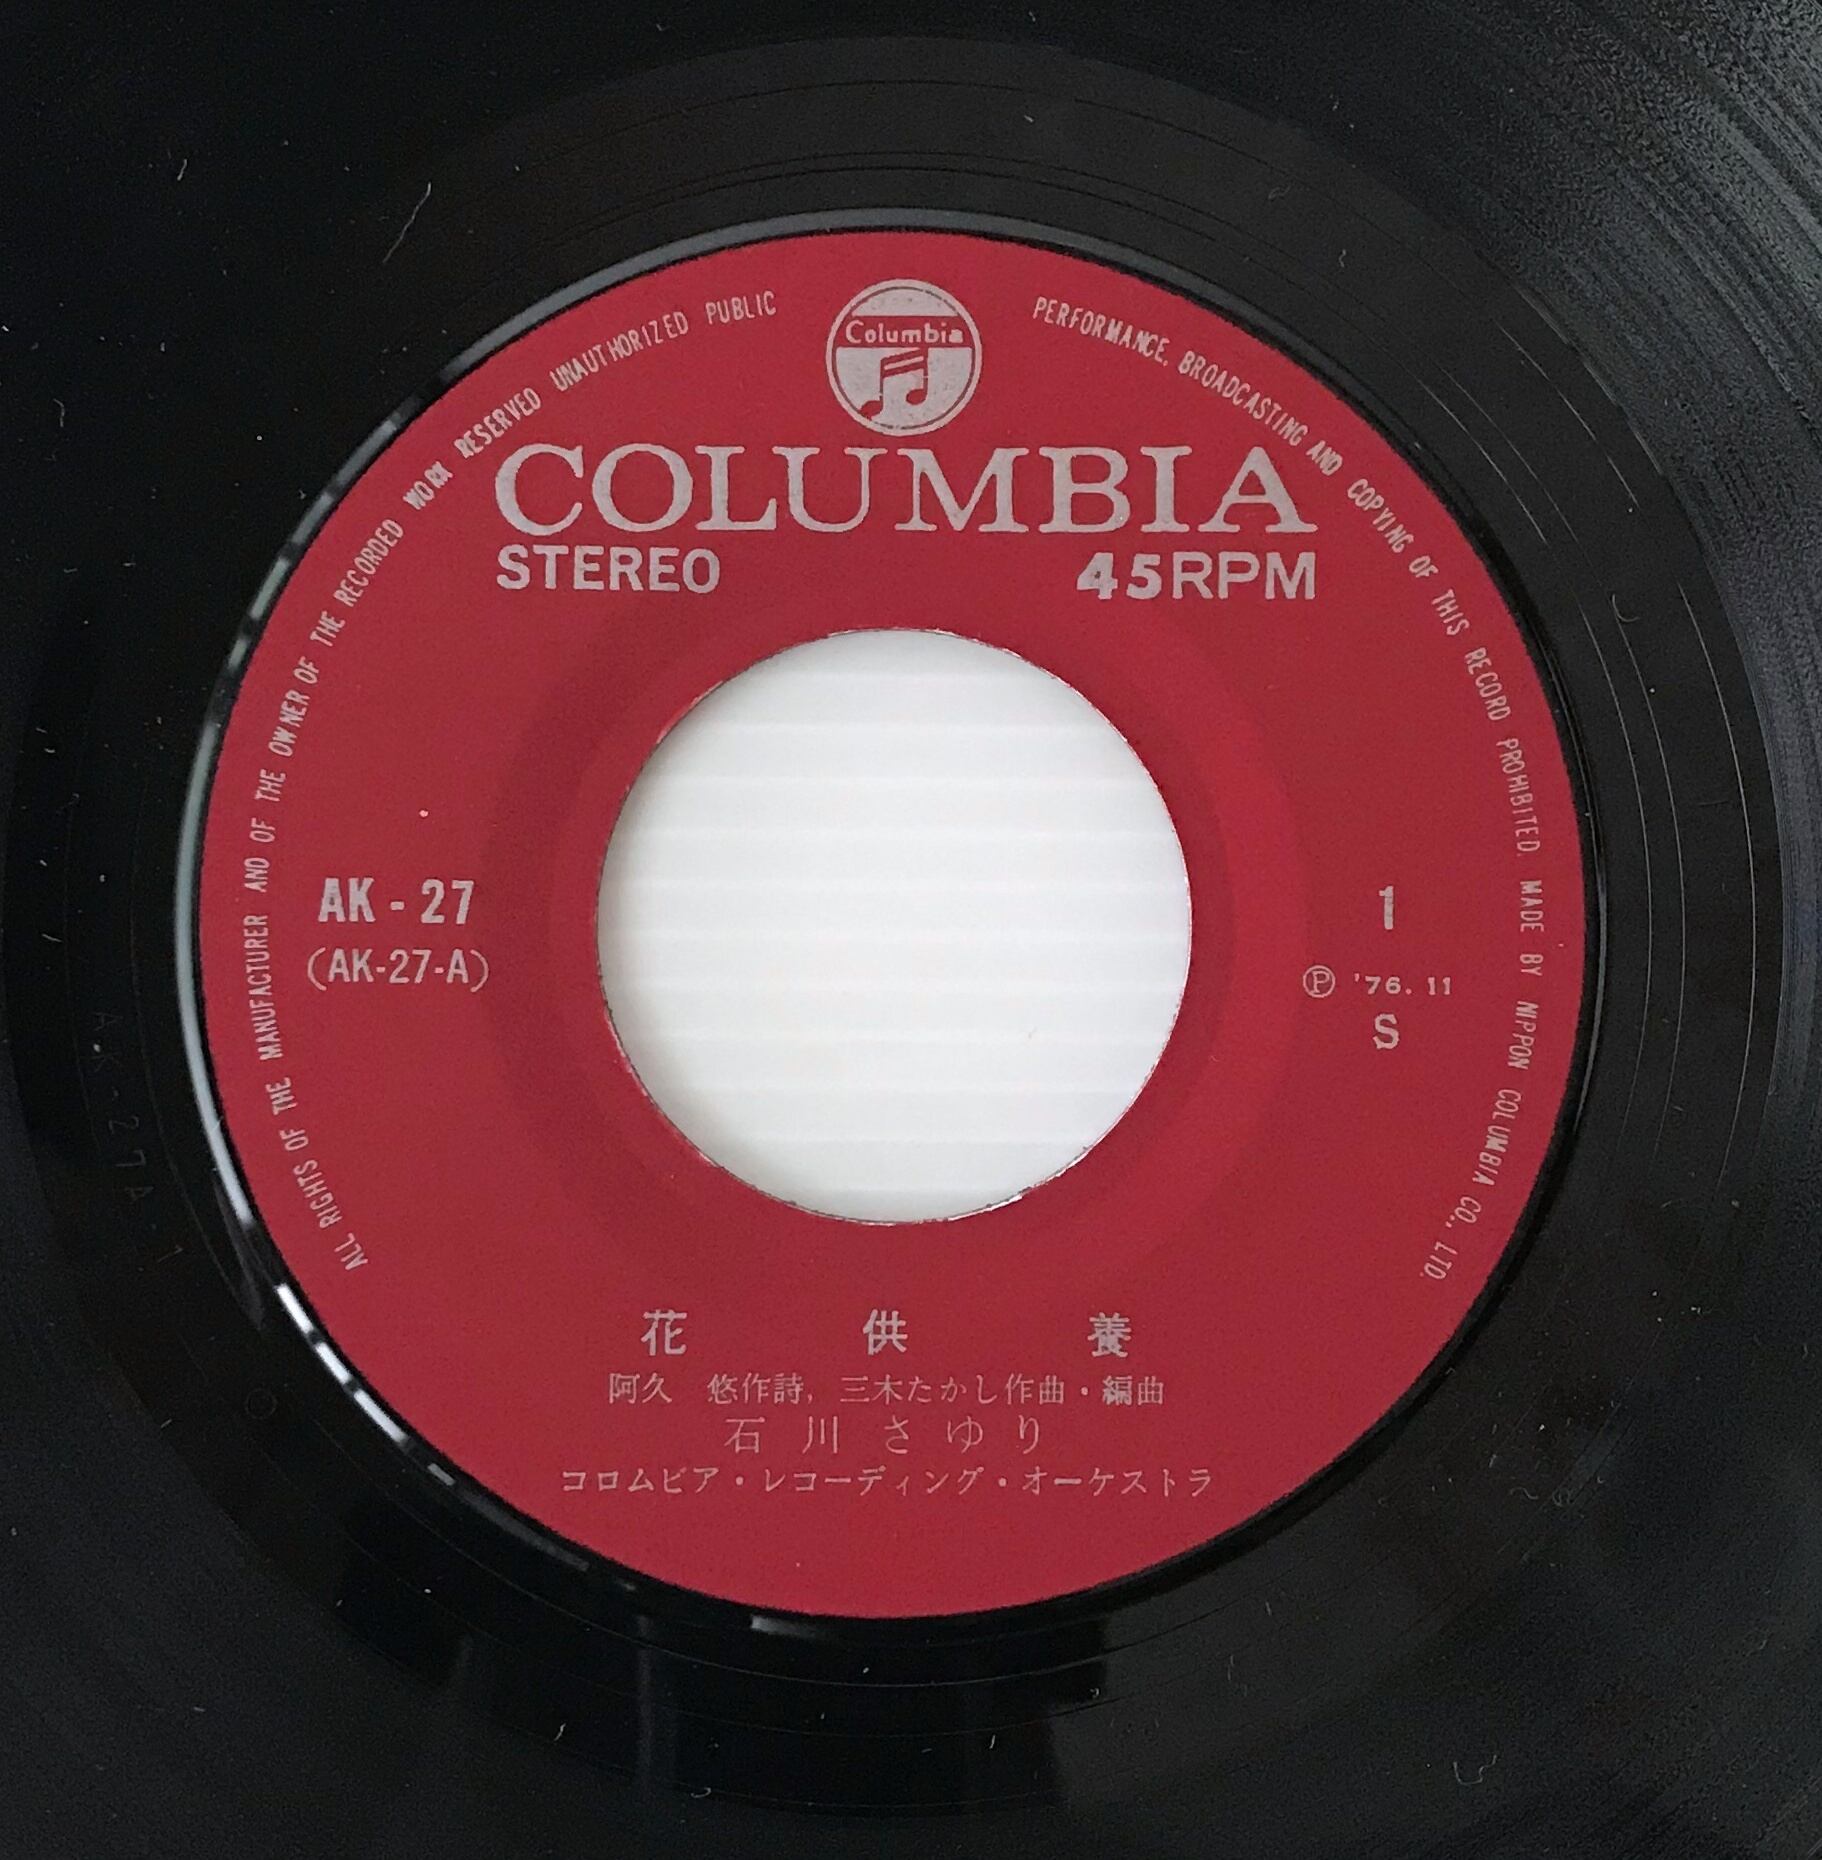 ALL RIGHTS OF THE MANUFACTURER AND OF THE OWNER OF THE RECORDED WORK RESERVED UNAUTHORIZED PUBLIC PERFORMANCE, BROADCASTING AND COPYING OF THIS RECORD PROHIBITED. MADE BY NIPPON COLUMBIA CO., LTD.
Columbia
COLUMBIA
STEREO 45RPM
AK-27 1
(AK-27-A) Ⓟ '76. 11
S
花供養
阿久 悠作詩, 三木たかし作曲・編曲
石川さゆり
コロムビア・レコーディング・オーケストラ